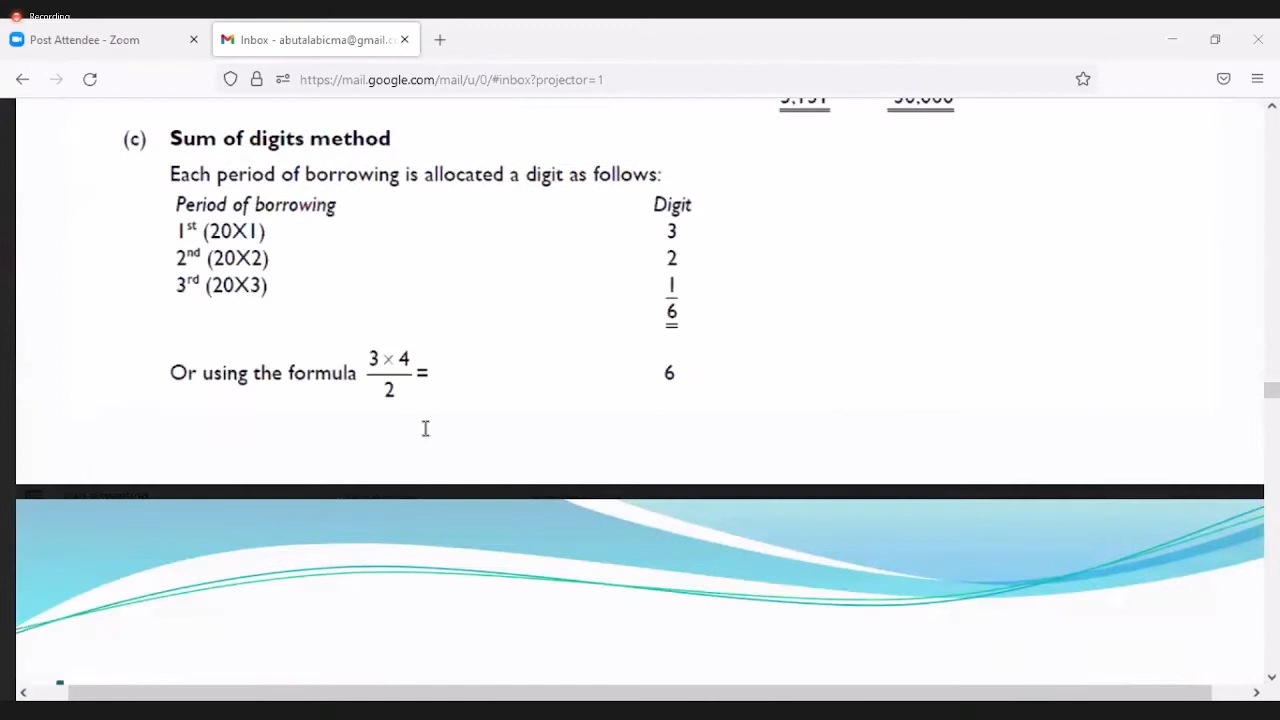 Recording
Post Attendee - Zoom
Inbox - abutalabicma@gmail.c
https://mail.google.com/mail/u/0/#inbox?projector=1
(c) Sum of digits method
Each period of borrowing is allocated a digit as follows:
Period of borrowing Digit
1st (20X1) 3
2nd (20X2) 2
3rd (20X3) 1
6
Or using the formula 3 × 4 / 2 = 6